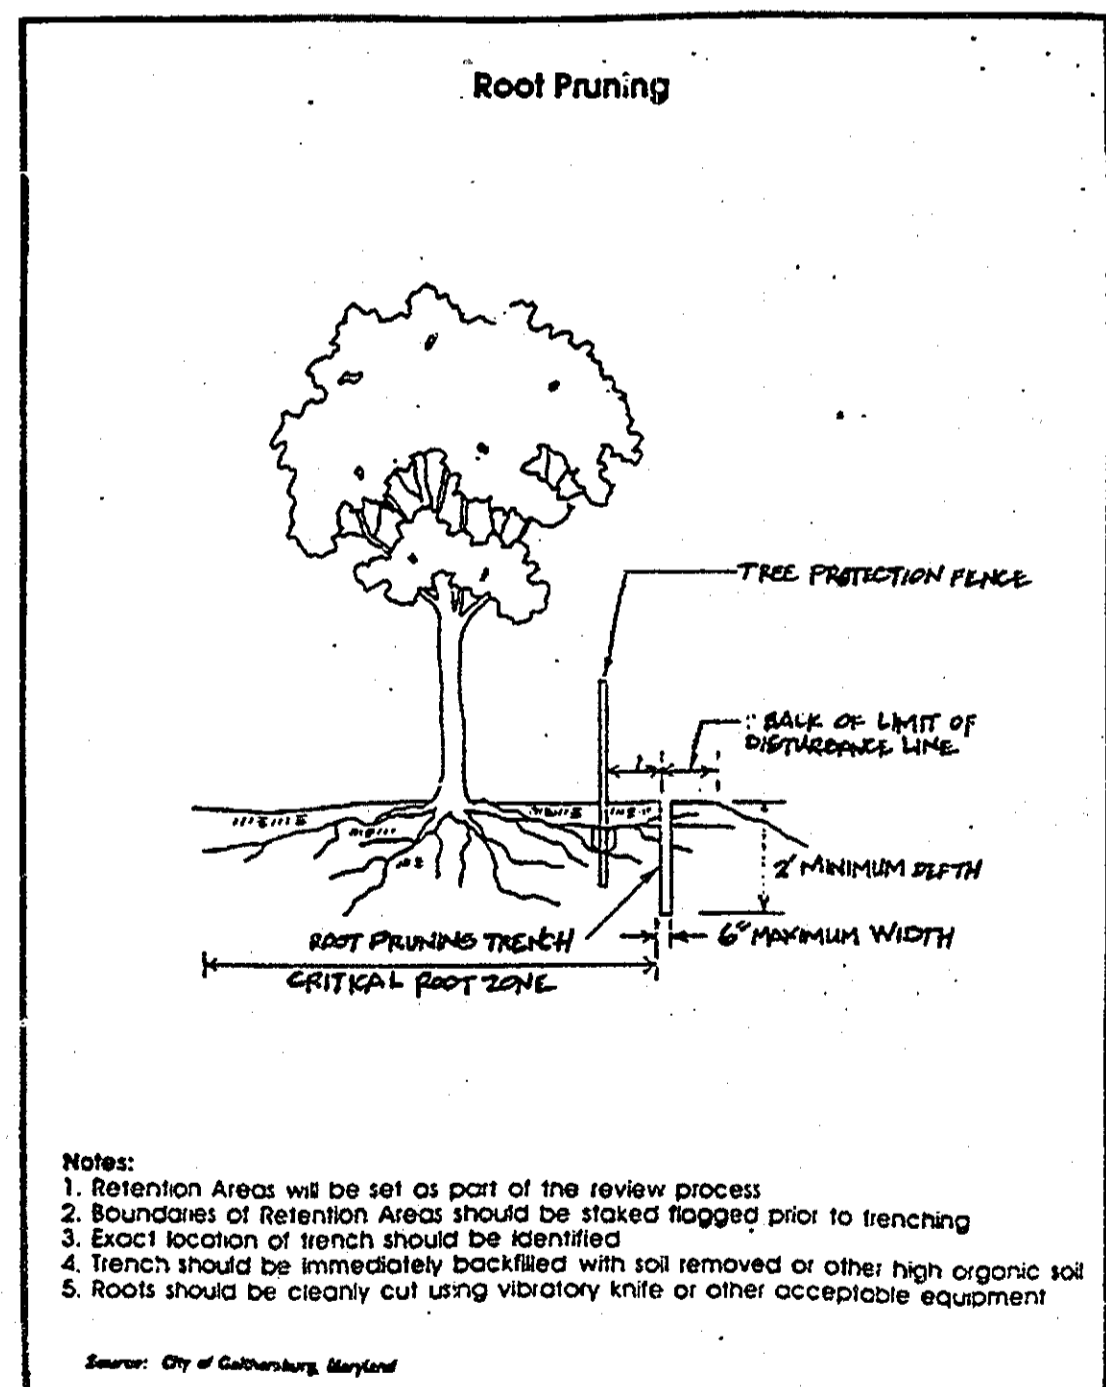 Root Pruning
TREE PROTECTION FENCE
BACK OF LIMIT OF
DISTURBANCE LINE
2' MINIMUM DEPTH
ROOT PRUNING TRENCH
6" MAXIMUM WIDTH
CRITICAL ROOT ZONE
Notes:
1. Retention Areas will be set as part of the review process
2. Boundaries of Retention Areas should be staked flagged prior to trenching
3. Exact location of trench should be identified
4. Trench should be immediately backfilled with soil removed or other high organic soil
5. Roots should be cleanly cut using vibratory knife or other acceptable equipment
Source: City of Gaithersburg, Maryland